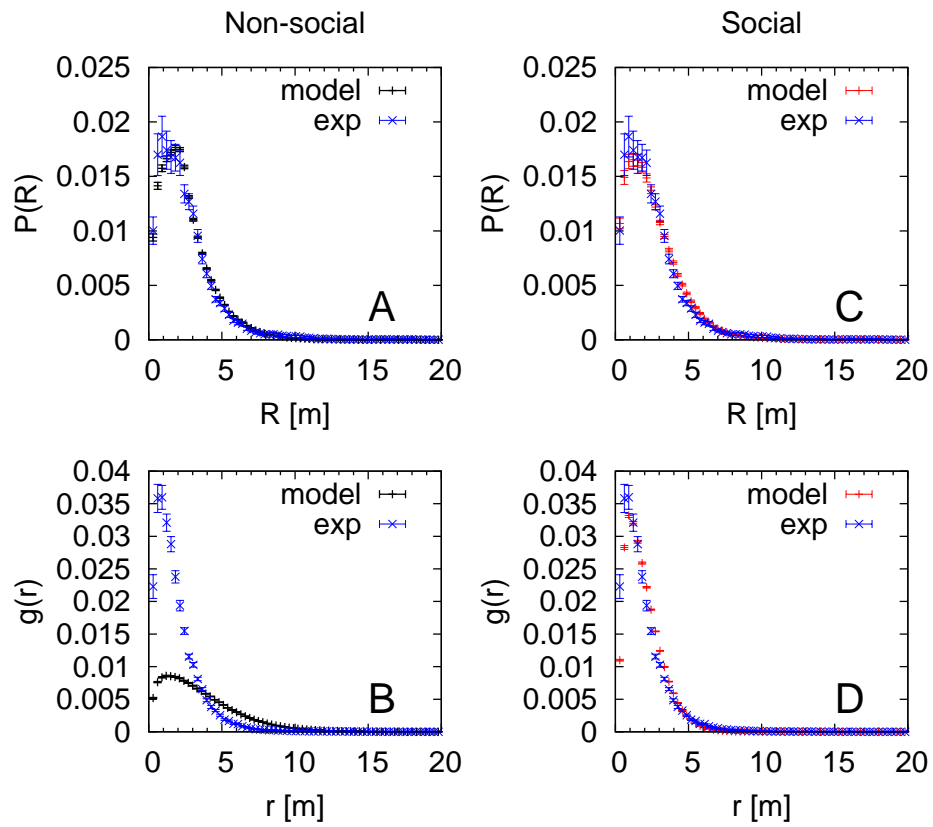 Non-social
Social
0.025
0.02
0.015
0.01
0.005
0
P(R)
model
exp
A
0 5 10 15 20
R [m]
0.025
0.02
0.015
0.01
0.005
0
P(R)
model
exp
C
0 5 10 15 20
R [m]
0.04
0.035
0.03
0.025
0.02
0.015
0.01
0.005
0
g(r)
model
exp
B
0 5 10 15 20
r [m]
0.04
0.035
0.03
0.025
0.02
0.015
0.01
0.005
0
g(r)
model
exp
D
0 5 10 15 20
r [m]